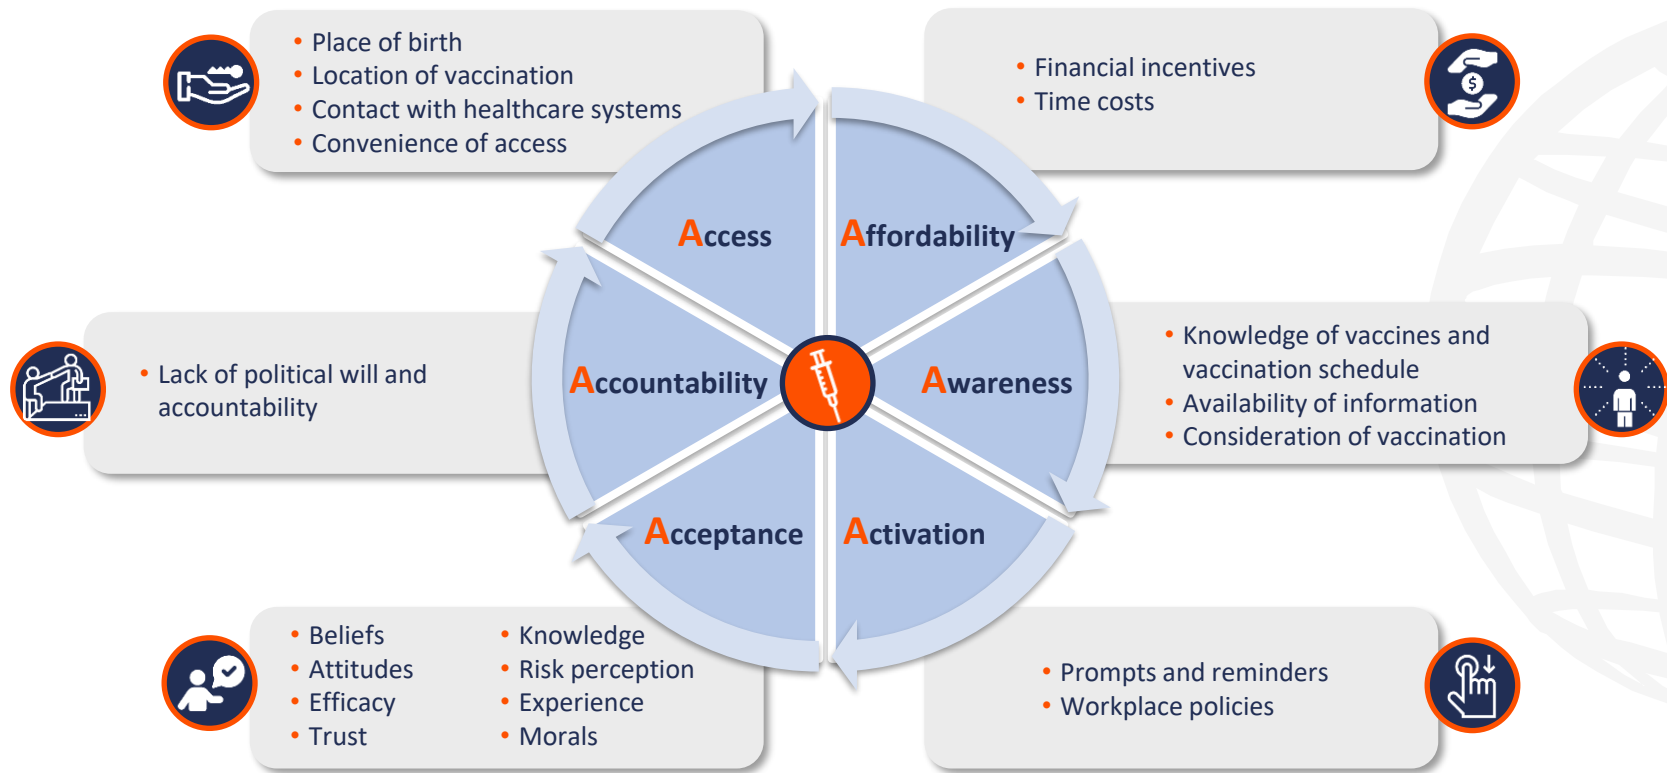 • Place of birth
• Location of vaccination
• Contact with healthcare systems
• Convenience of access
• Financial incentives
• Time costs
$
Access
Affordability
• Lack of political will and
accountability
Accountability
Awareness
• Knowledge of vaccines and
vaccination schedule
• Availability of information
• Consideration of vaccination
Acceptance
Activation
• Beliefs
• Attitudes
• Efficacy
• Trust
• Knowledge
• Risk perception
• Experience
• Morals
• Prompts and reminders
• Workplace policies